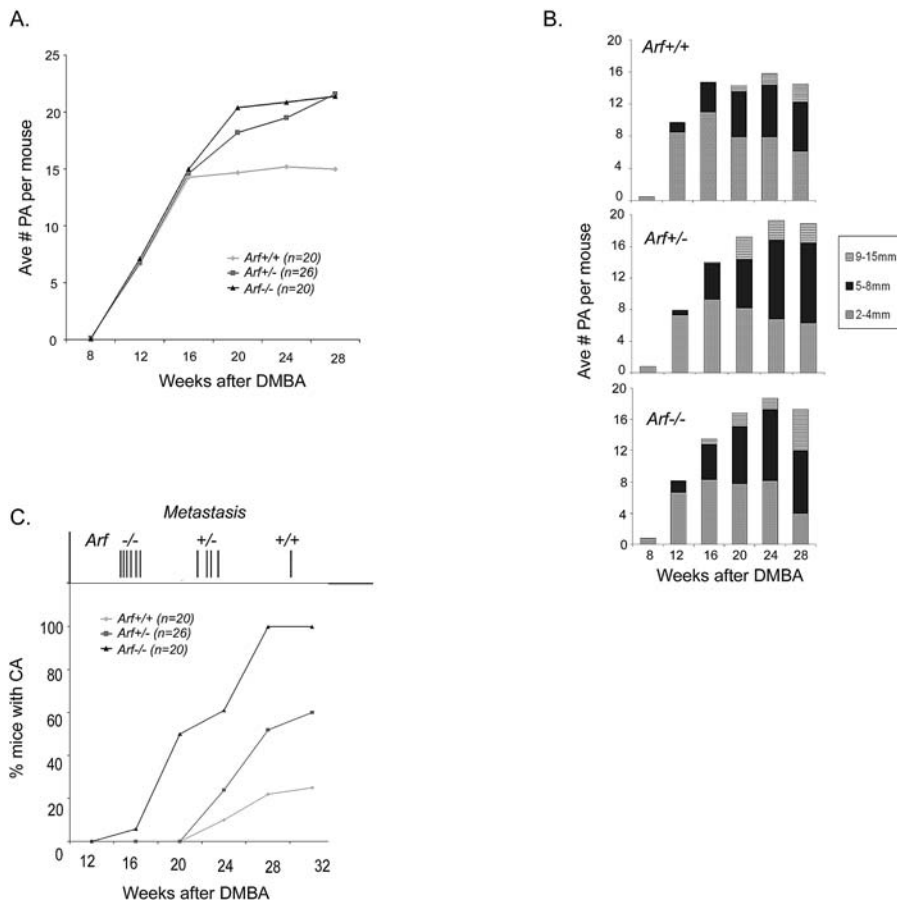 A.
25
20
15
10
5
0
Ave # PA per mouse
Arf+/+ (n=20)
Arf+/- (n=26)
Arf-/- (n=20)
8 12 16 20 24 28
Weeks after DMBA
B.
Arf+/+
20
16
12
8
4
0
Arf+/-
20
16
12
8
4
0
Arf-/-
20
16
12
8
4
0
Ave # PA per mouse
8 12 16 20 24 28
Weeks after DMBA
9-15mm
5-8mm
2-4mm
C.
Metastasis
Arf -/- +/- +/+
Arf+/+ (n=20)
Arf+/- (n=26)
Arf-/- (n=20)
100
80
60
40
20
0
% mice with CA
12 16 20 24 28 32
Weeks after DMBA